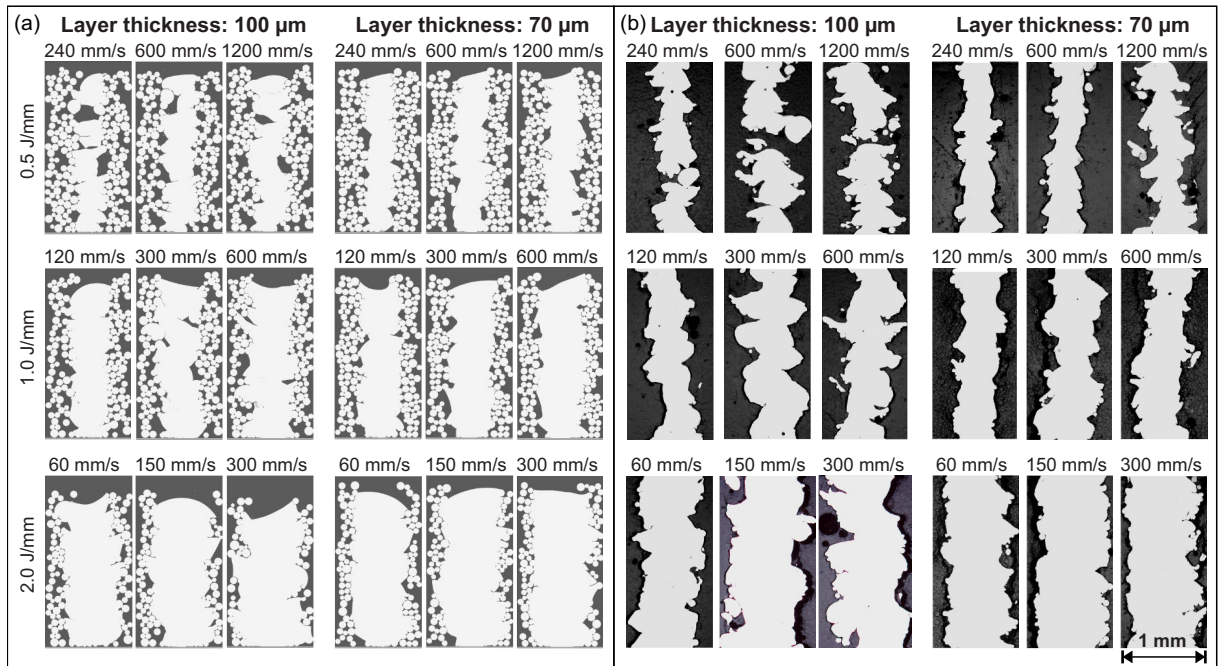 (a) Layer thickness: 100 µm Layer thickness: 70 µm
240 mm/s 600 mm/s 1200 mm/s 240 mm/s 600 mm/s 1200 mm/s
0.5 J/mm
120 mm/s 300 mm/s 600 mm/s 120 mm/s 300 mm/s 600 mm/s
1.0 J/mm
60 mm/s 150 mm/s 300 mm/s 60 mm/s 150 mm/s 300 mm/s
2.0 J/mm
(b) Layer thickness: 100 µm Layer thickness: 70 µm
240 mm/s 600 mm/s 1200 mm/s 240 mm/s 600 mm/s 1200 mm/s
120 mm/s 300 mm/s 600 mm/s 120 mm/s 300 mm/s 600 mm/s
60 mm/s 150 mm/s 300 mm/s 60 mm/s 150 mm/s 300 mm/s
1 mm